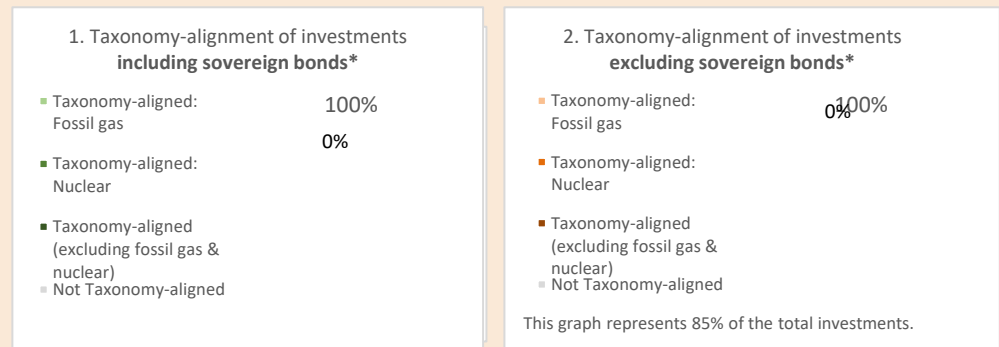 1. Taxonomy-alignment of investments
including sovereign bonds*
Taxonomy-aligned:
Fossil gas
Taxonomy-aligned:
Nuclear
Taxonomy-aligned
(excluding fossil gas &
nuclear)
Not Taxonomy-aligned
100%
0%
2. Taxonomy-alignment of investments
excluding sovereign bonds*
Taxonomy-aligned:
Fossil gas
Taxonomy-aligned:
Nuclear
Taxonomy-aligned
(excluding fossil gas &
nuclear)
Not Taxonomy-aligned
0%
100%
This graph represents 85% of the total investments.